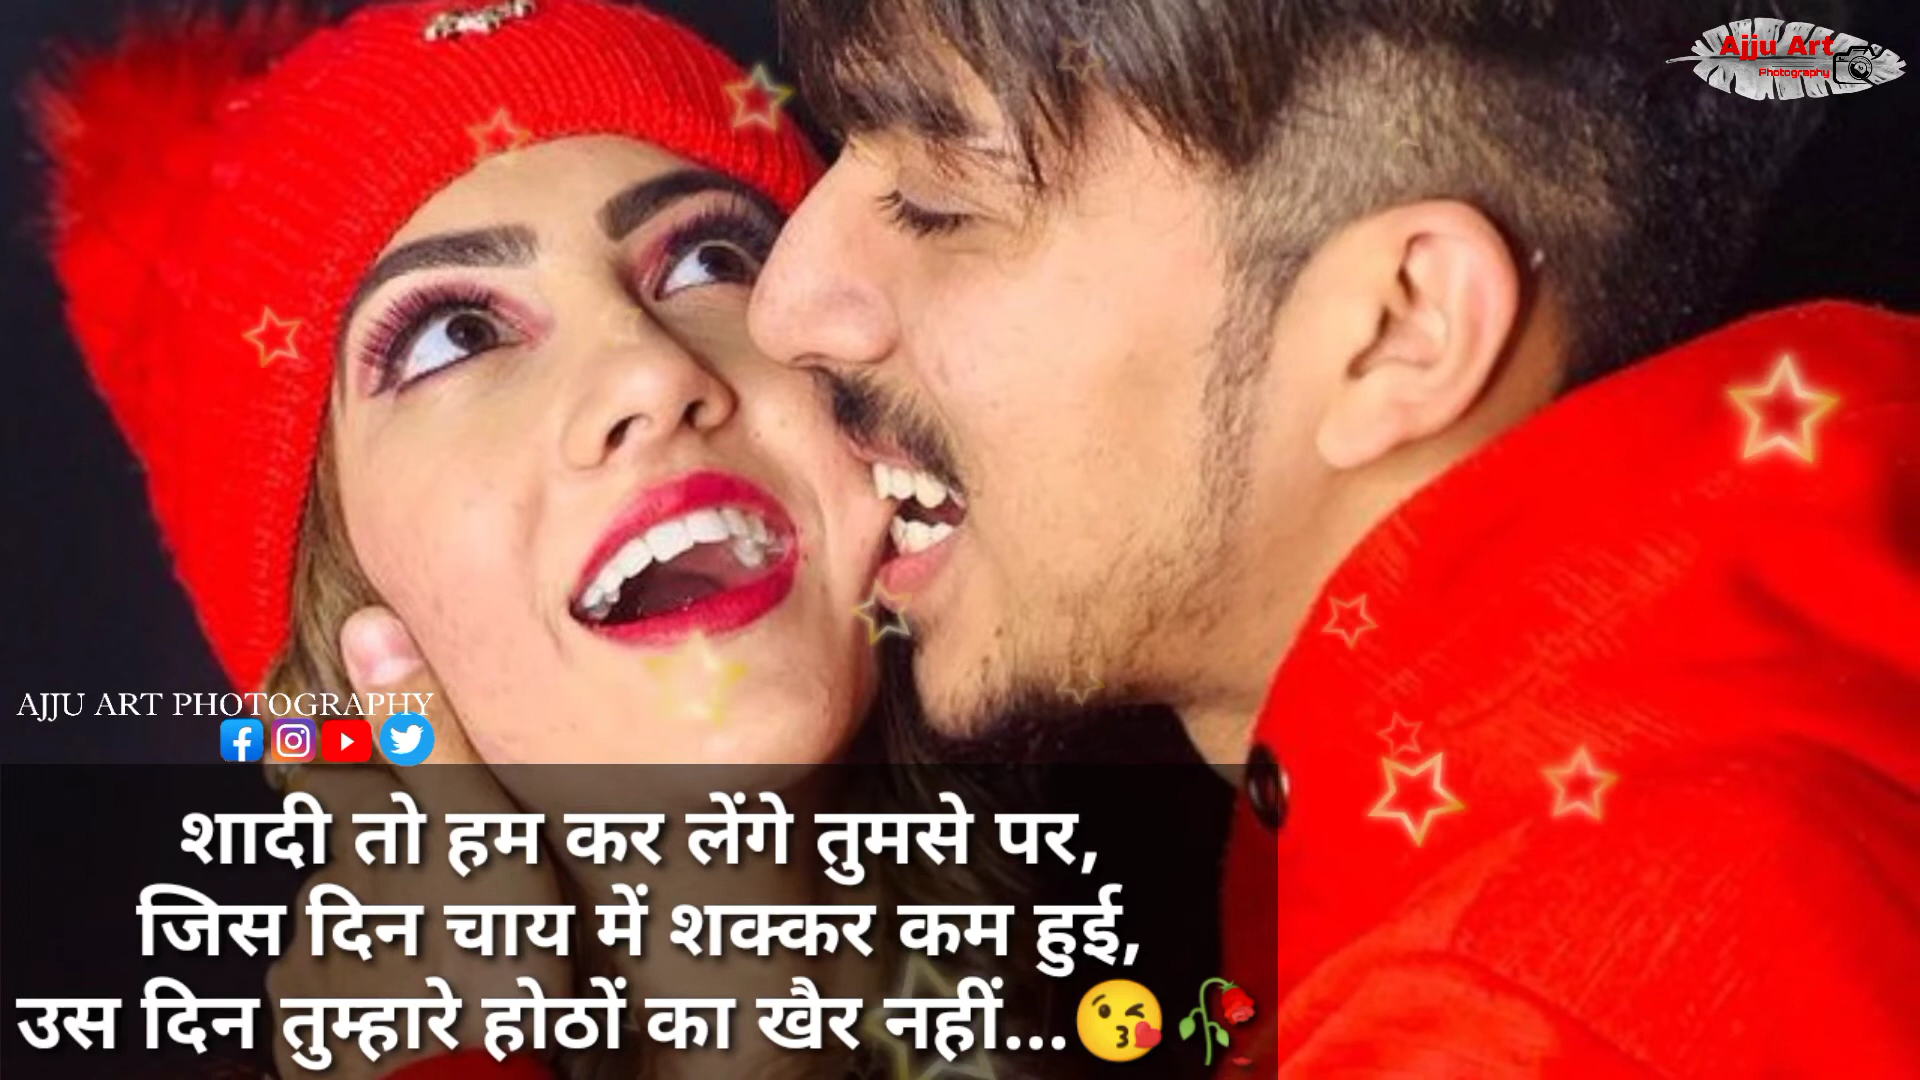 Ajju Art
Photography
AJJU ART PHOTOGRAPHY
शादी तो हम कर लेंगे तुमसे पर,
जिस दिन चाय में शक्कर कम हुई,
उस दिन तुम्हारे होठों का खैर नहीं...😘🥀